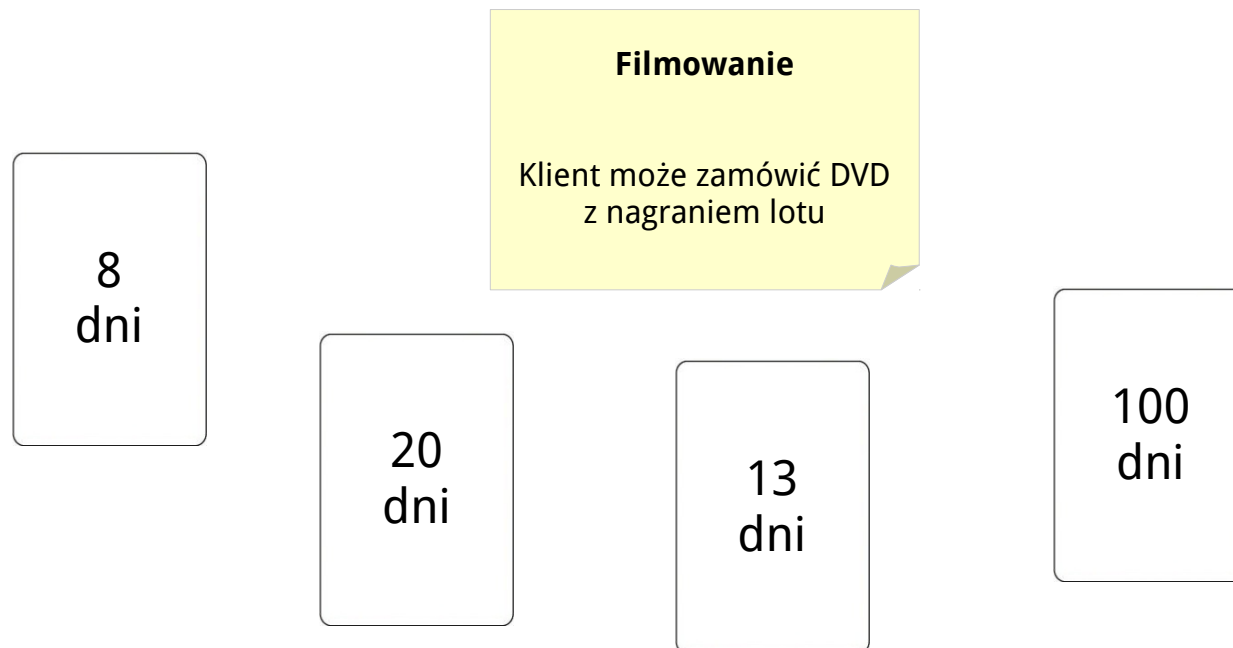 Filmowanie
Klient może zamówić DVD
z nagraniem lotu
8
dni
20
dni
13
dni
100
dni